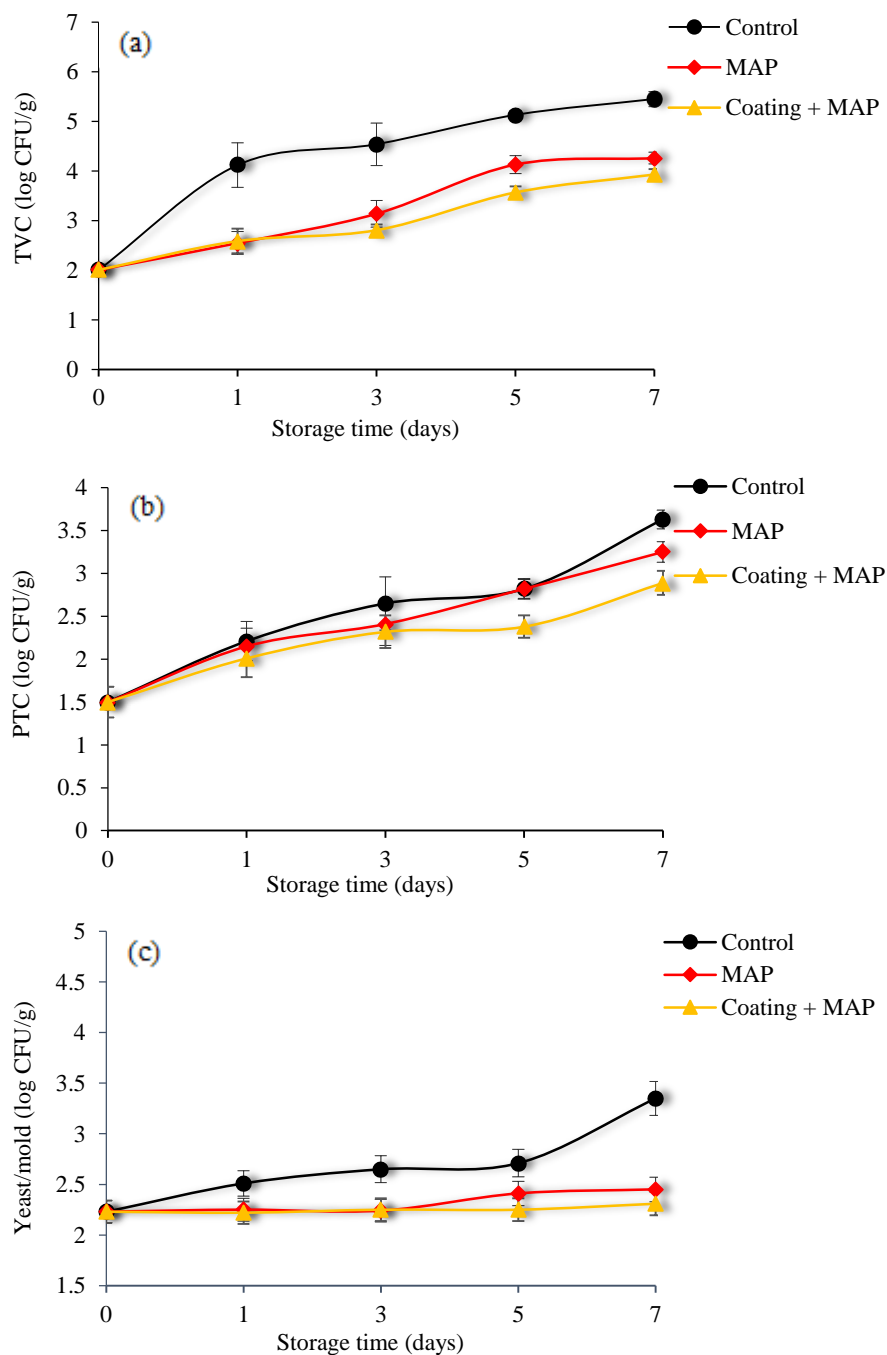 (a)
Control
MAP
Coating + MAP
TVC (log CFU/g)
7
6
5
4
3
2
1
0
0 1 3 5 7
Storage time (days)
(b)
Control
MAP
Coating + MAP
PTC (log CFU/g)
4
3.5
3
2.5
2
1.5
1
0.5
0
0 1 3 5 7
Storage time (days)
(c)
Control
MAP
Coating + MAP
Yeast/mold (log CFU/g)
5
4.5
4
3.5
3
2.5
2
1.5
0 1 3 5 7
Storage time (days)